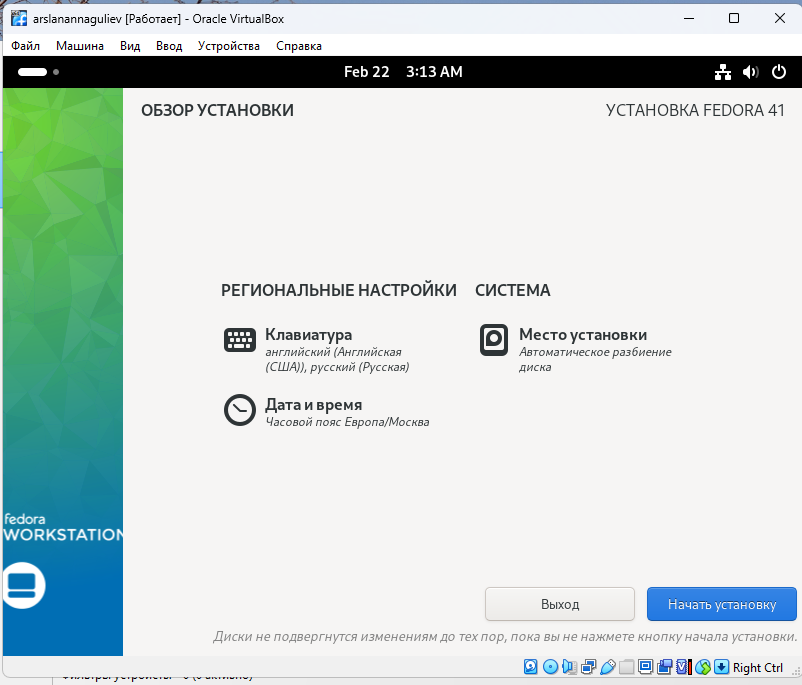 arslanannaguliev [Работает] - Oracle VirtualBox
Файл Машина Вид Ввод Устройства Справка
Feb 22 3:13 AM
ОБЗОР УСТАНОВКИ
УСТАНОВКА FEDORA 41
РЕГИОНАЛЬНЫЕ НАСТРОЙКИ
Клавиатура
английский (Английская
(США)), русский (Русская)
Дата и время
Часовой пояс Европа/Москва
СИСТЕМА
Место установки
Автоматическое разбиение
диска
fedora
WORKSTATION
Выход
Начать установку
Диски не подвергнутся изменениям до тех пор, пока вы не нажмете кнопку начала установки.
Right Ctrl